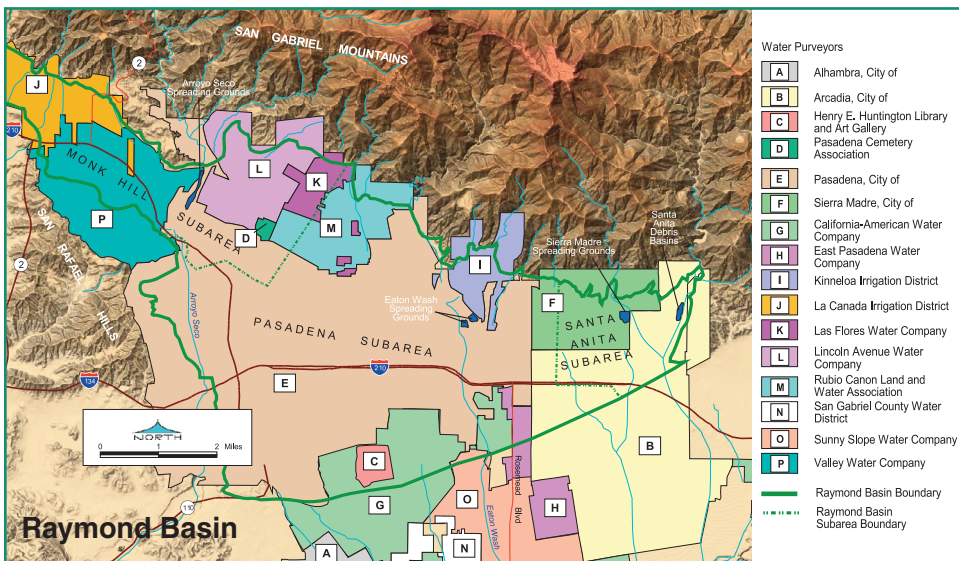 SAN GABRIEL MOUNTAINS
2
Arroyo Seco
Spreading Grounds
J
210
MONK HILL
SUBAREA
L
K
P
D
M
SAN RAFAEL
HILLS
2
I
Sierra Madre
Spreading Grounds
Santa
Anita
Debris
Basins
Eaton Wash
Spreading
Grounds
F
SANTA
ANITA
SUBAREA
Arroyo Seco
PASADENA SUBAREA
210
134
E
NORTH
0 1 2 Miles
C
B
G
O
Rosemead Blvd
H
Eaton Wash
110
N
A
Raymond Basin
Water Purveyors
A Alhambra, City of
B Arcadia, City of
C Henry E. Huntington Library
and Art Gallery
D Pasadena Cemetery
Association
E Pasadena, City of
F Sierra Madre, City of
G California-American Water
Company
H East Pasadena Water
Company
I Kinneloa Irrigation District
J La Canada Irrigation District
K Las Flores Water Company
L Lincoln Avenue Water
Company
M Rubio Canon Land and
Water Association
N San Gabriel County Water
District
O Sunny Slope Water Company
P Valley Water Company
Raymond Basin Boundary
Raymond Basin
Subarea Boundary